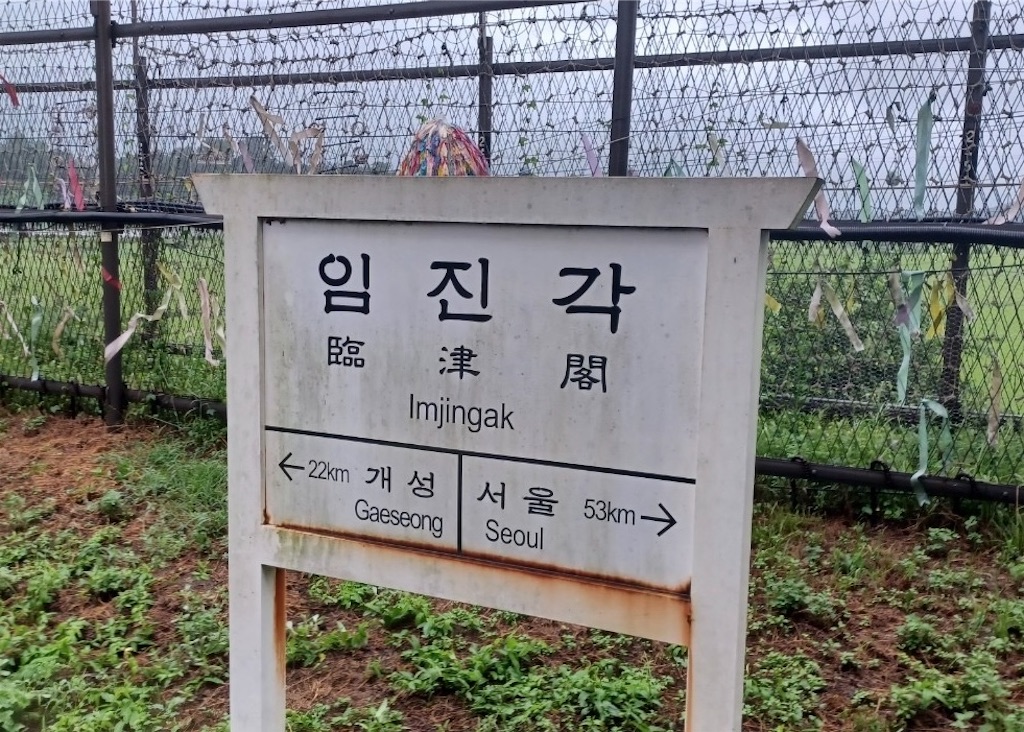 임진각
臨津閣
Imjingak
←22km 개성
Gaeseong
서울 53km→
Seoul